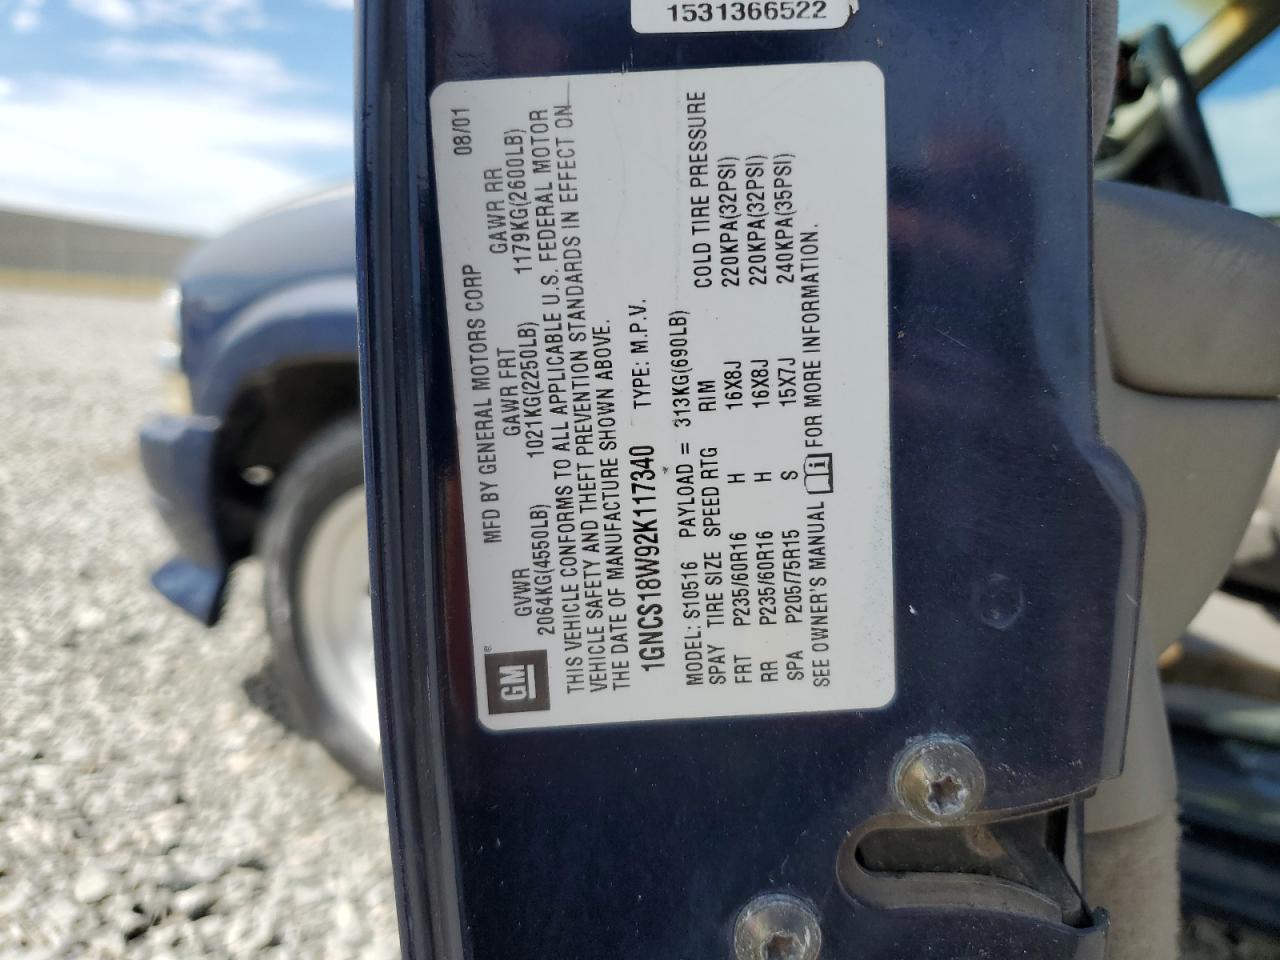 1531366522
MFD BY GENERAL MOTORS CORP 08/01
GVWR GAWR FRT GAWR RR
2064KG(4550LB) 1021KG(2250LB) 1179KG(2600LB)
GM®
THIS VEHICLE CONFORMS TO ALL APPLICABLE U.S. FEDERAL MOTOR
VEHICLE SAFETY AND THEFT PREVENTION STANDARDS IN EFFECT ON
THE DATE OF MANUFACTURE SHOWN ABOVE.
1GNCS18W92K117340 TYPE: M.P.V.
MODEL: S10516 PAYLOAD = 313KG(690LB)
SPAY TIRE SIZE SPEED RTG RIM COLD TIRE PRESSURE
FRT P235/60R16 H 16X8J 220KPA(32PSI)
RR P235/60R16 H 16X8J 220KPA(32PSI)
SPA P205/75R15 S 15X7J 240KPA(35PSI)
SEE OWNER'S MANUAL FOR MORE INFORMATION.